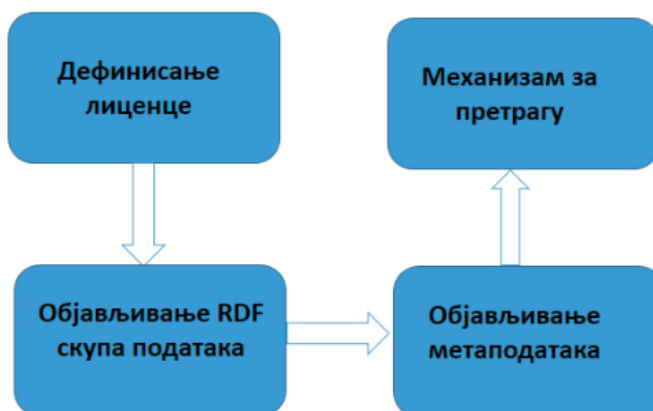 Дефинисање
лиценце
Објављивање RDF
скупа података
Објављивање
метаподатака
Механизам за
претрагу